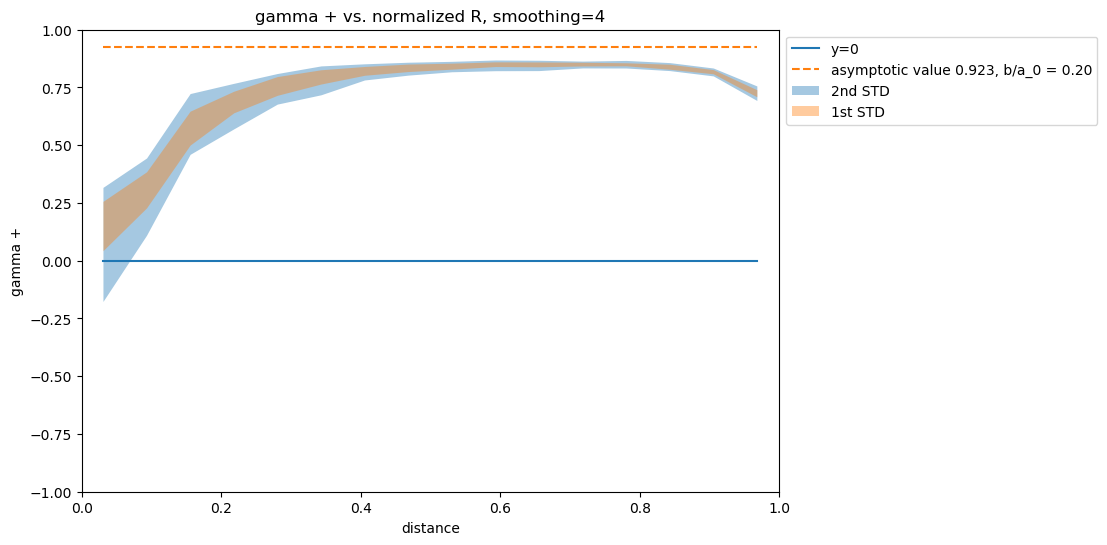 gamma + vs. normalized R, smoothing=4
1.00
0.75
0.50
0.25
0.00
−0.25
−0.50
−0.75
−1.00
gamma +
0.0 0.2 0.4 0.6 0.8 1.0
distance
y=0
asymptotic value 0.923, b/a_0 = 0.20
2nd STD
1st STD